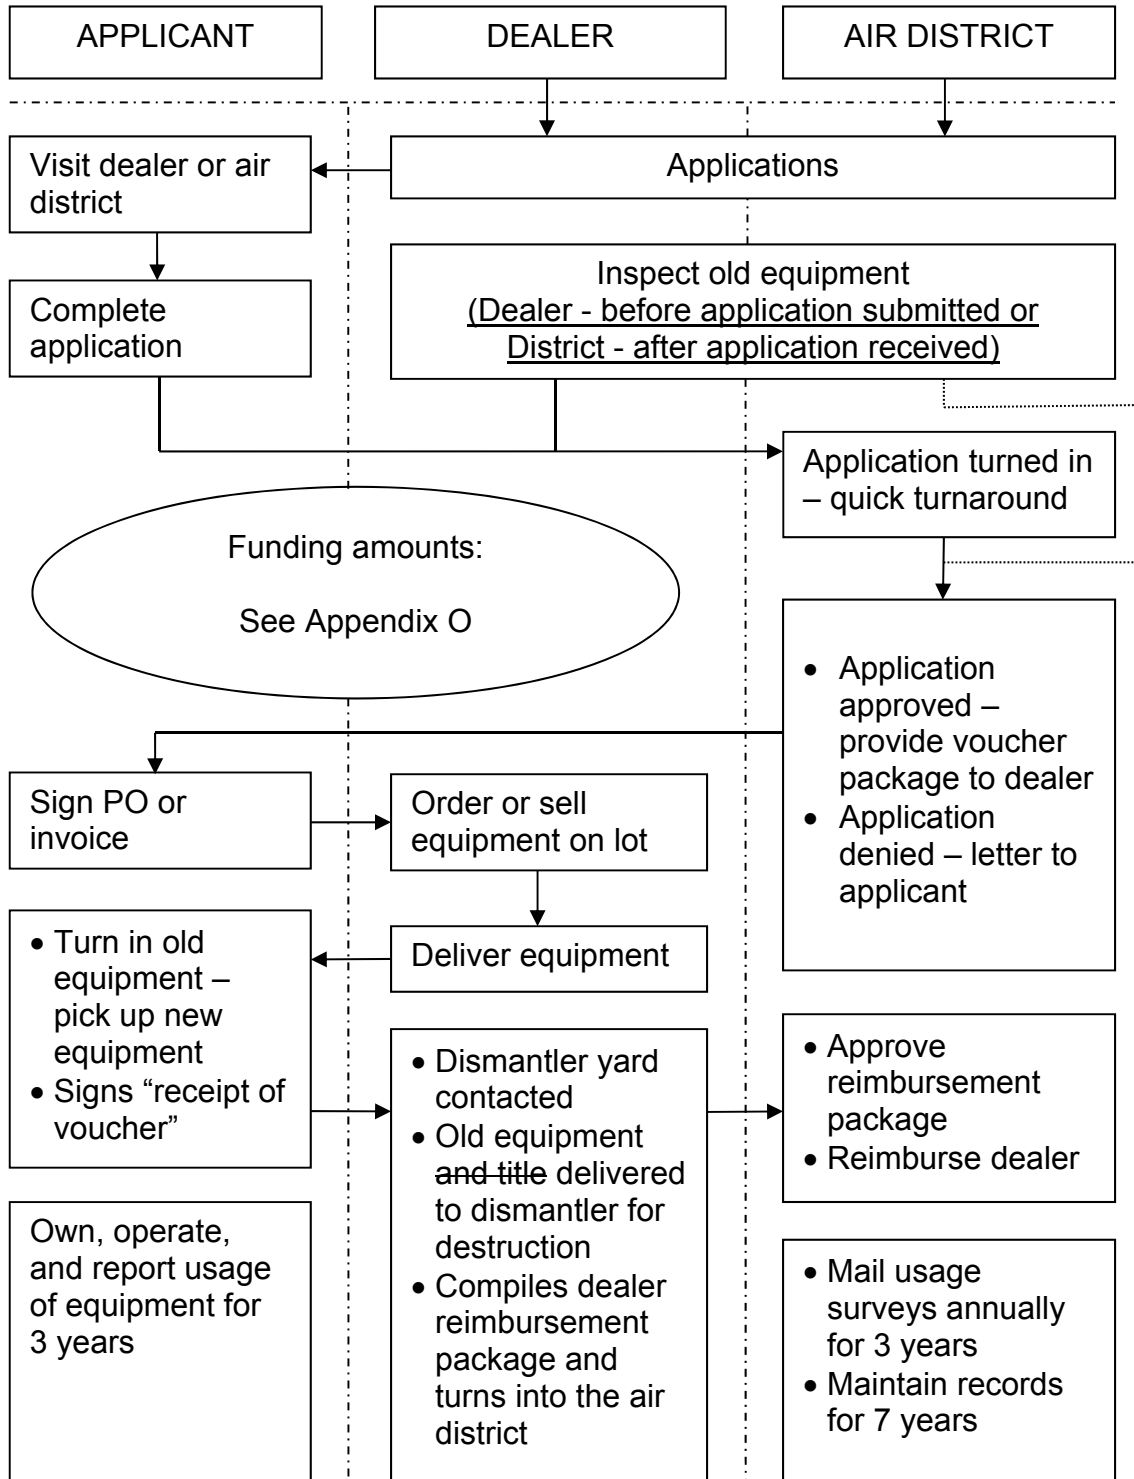 APPLICANT
DEALER
AIR DISTRICT
Visit dealer or air
district
Applications
Complete
application
Inspect old equipment
(Dealer - before application submitted or
District - after application received)
Application turned in
– quick turnaround
Funding amounts:
See Appendix O
• Application
approved –
provide voucher
package to dealer
• Application
denied – letter to
applicant
Sign PO or
invoice
Order or sell
equipment on lot
Deliver equipment
• Turn in old
equipment –
pick up new
equipment
• Signs “receipt of
voucher”
• Dismantler yard
contacted
• Old equipment
and title delivered
to dismantler for
destruction
• Compiles dealer
reimbursement
package and
turns into the air
district
• Approve
reimbursement
package
• Reimburse dealer
Own, operate,
and report usage
of equipment for
3 years
• Mail usage
surveys annually
for 3 years
• Maintain records
for 7 years